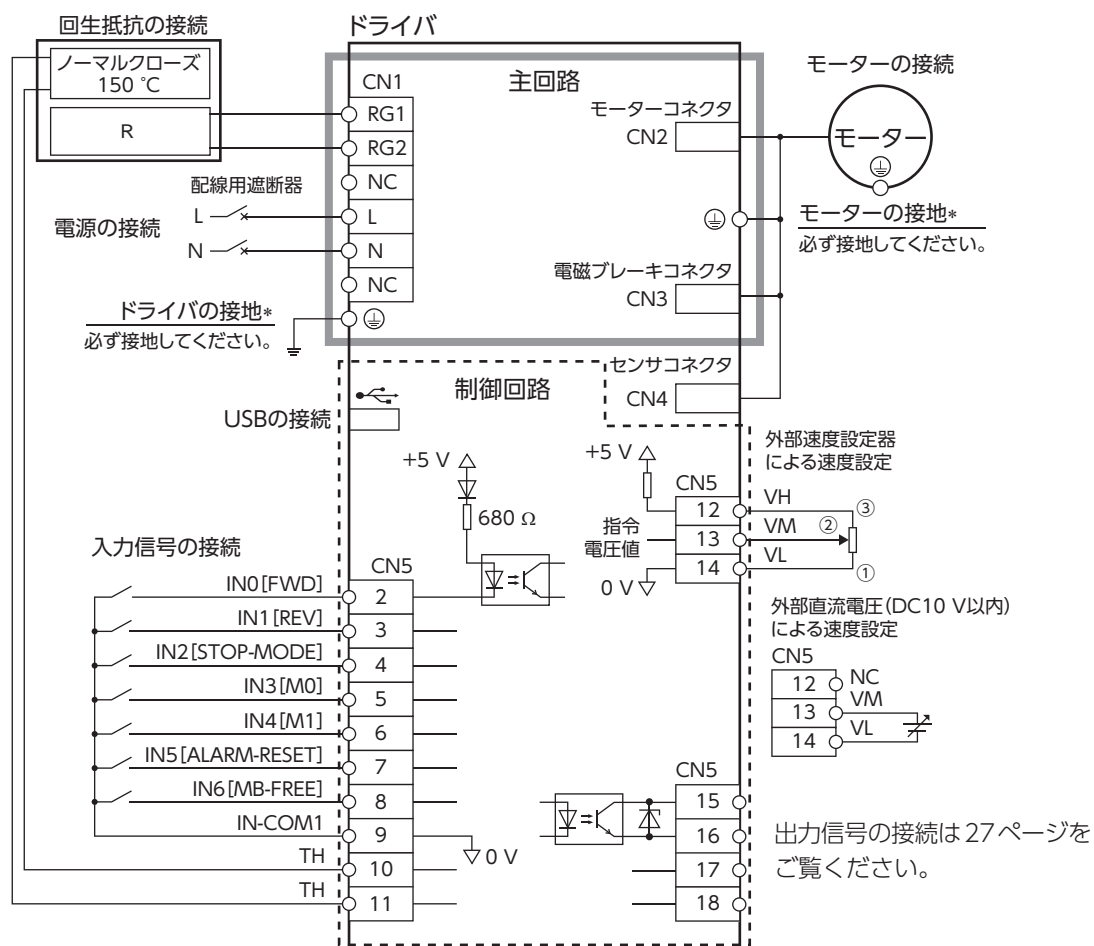 回生抵抗の接続
ノーマルクローズ
150 °C
R
ドライバ
主回路
CN1
RG1
RG2
NC
L
N
NC
配線用遮断器
電源の接続
L
N
ドライバの接地*
必ず接地してください。
モーターコネクタ
CN2
電磁ブレーキコネクタ
CN3
モーターの接続
モーター
モーターの接地*
必ず接地してください。
センサコネクタ
CN4
制御回路
USBの接続
+5 V
680 Ω
+5 V
指令
電圧値
0 V
CN5
12
13
14
VH
VM
VL
③
②
①
外部速度設定器
による速度設定
外部直流電圧(DC10 V以内)
による速度設定
CN5
12
13
14
NC
VM
VL
入力信号の接続
CN5
IN0[FWD]
2
IN1[REV]
3
IN2[STOP-MODE]
4
IN3[M0]
5
IN4[M1]
6
IN5[ALARM-RESET]
7
IN6[MB-FREE]
8
IN-COM1
9
0 V
TH
10
TH
11
CN5
15
16
17
18
出力信号の接続は27ページを
ご覧ください。